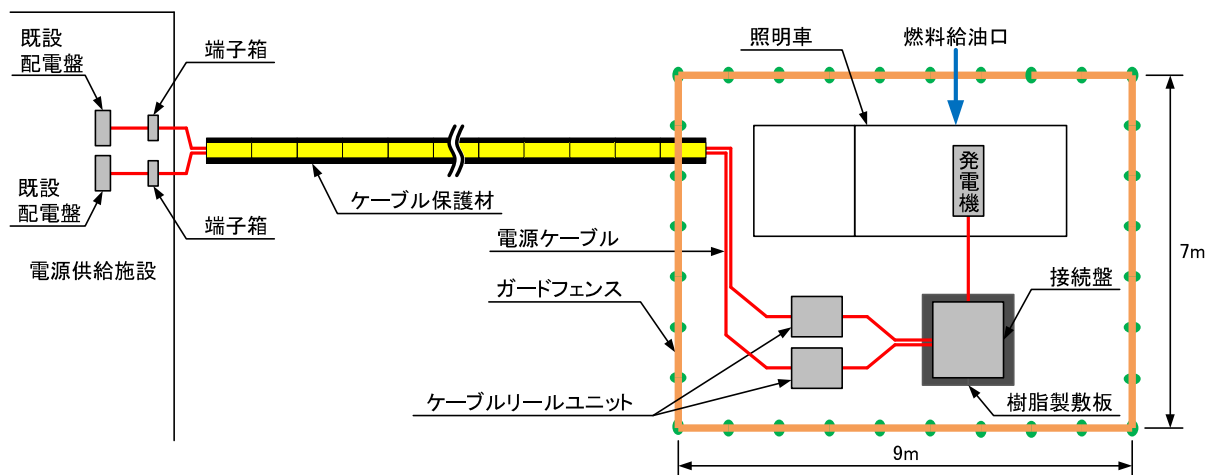 既設
配電盤
端子箱
照明車
燃料給油口
発電機
既設
配電盤
端子箱
ケーブル保護材
電源ケーブル
電源供給施設
ガードフェンス
接続盤
7m
ケーブルリールユニット
樹脂製敷板
9m